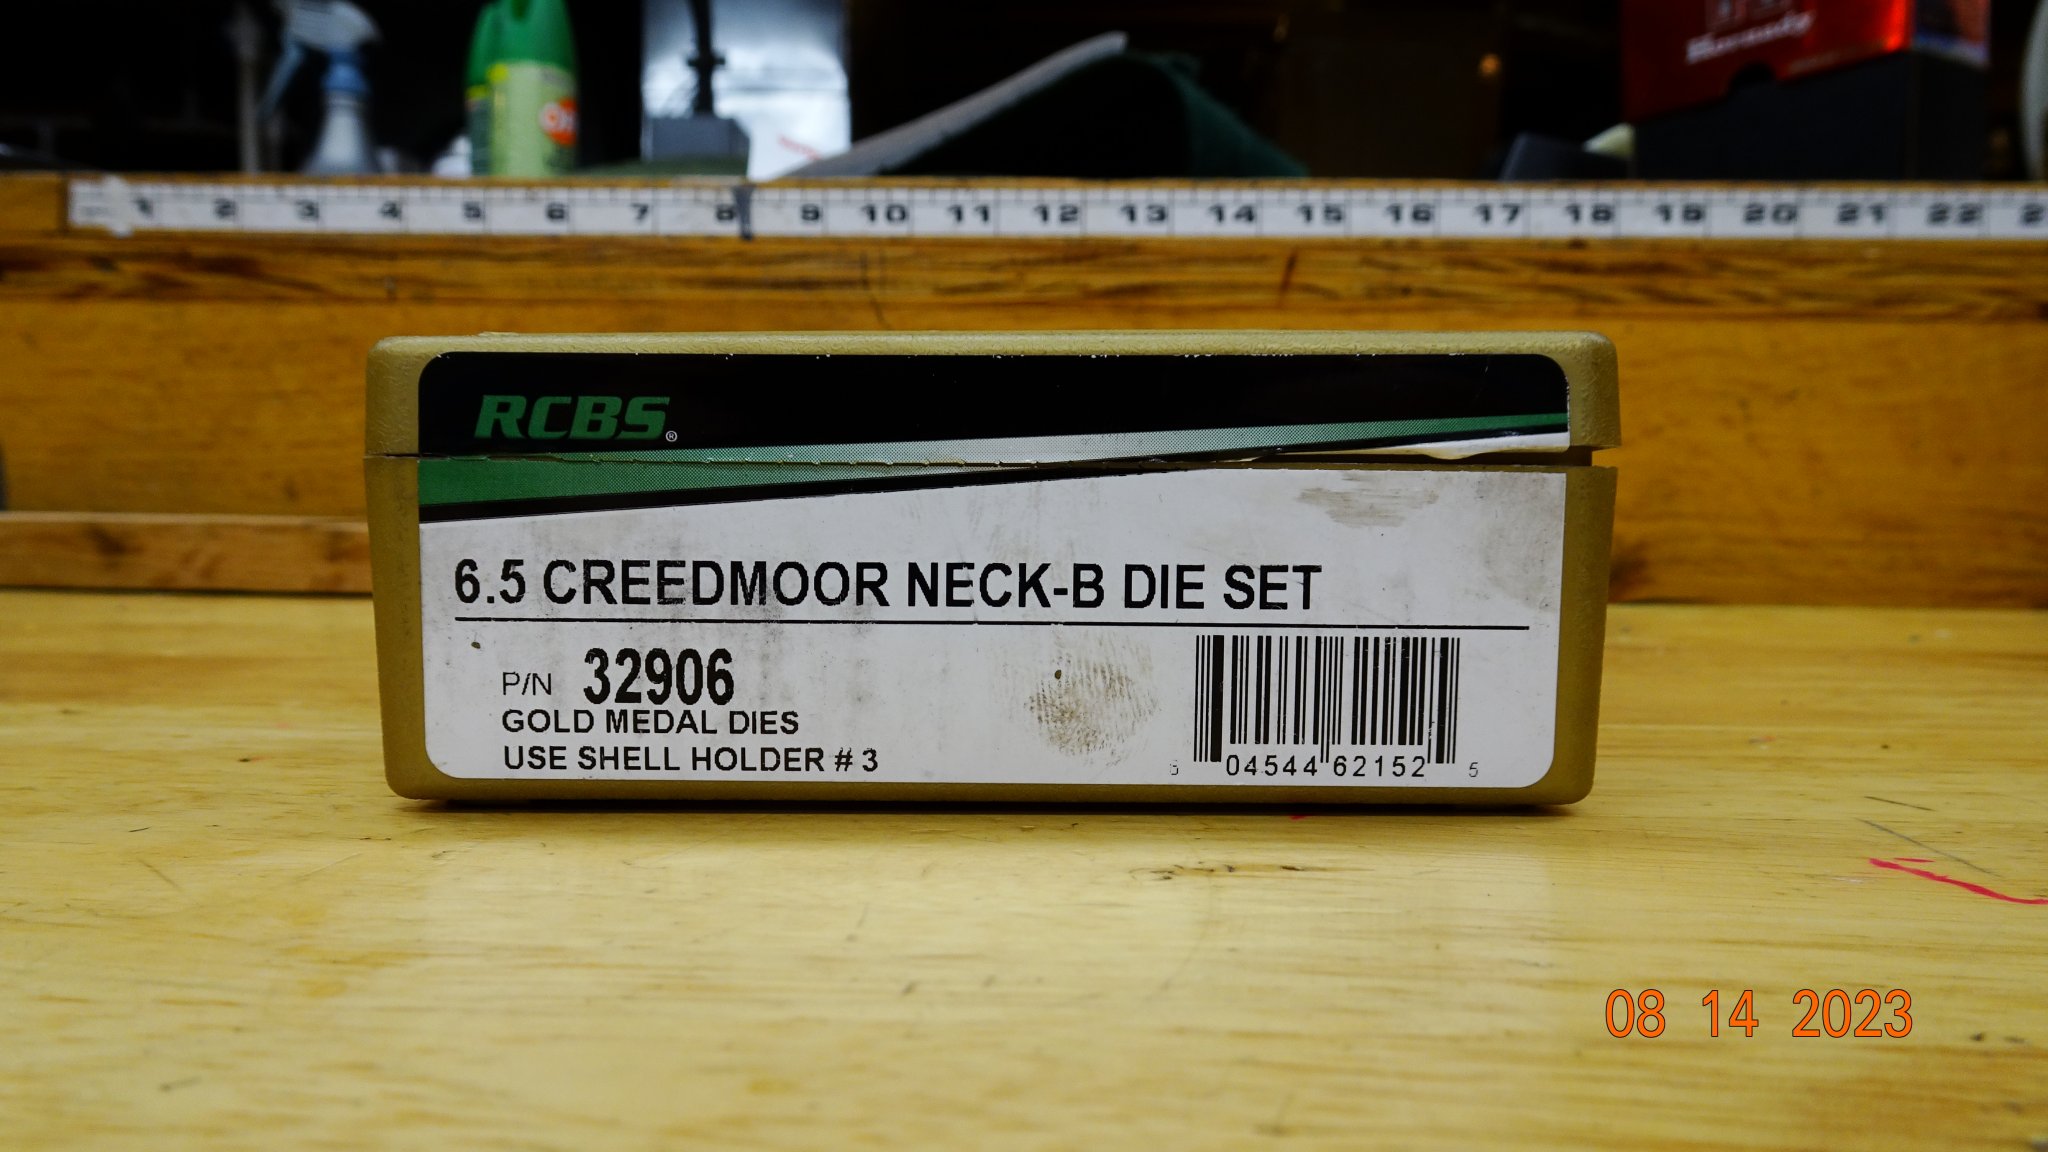 Hornady
1 2 3 4 5 6 7 8 9 10 11 12 13 14 15 16 17 18 19 20 21 22
RCBS®
6.5 CREEDMOOR NECK-B DIE SET
P/N 32906
GOLD MEDAL DIES
USE SHELL HOLDER # 3
04544 62152 5
08 14 2023